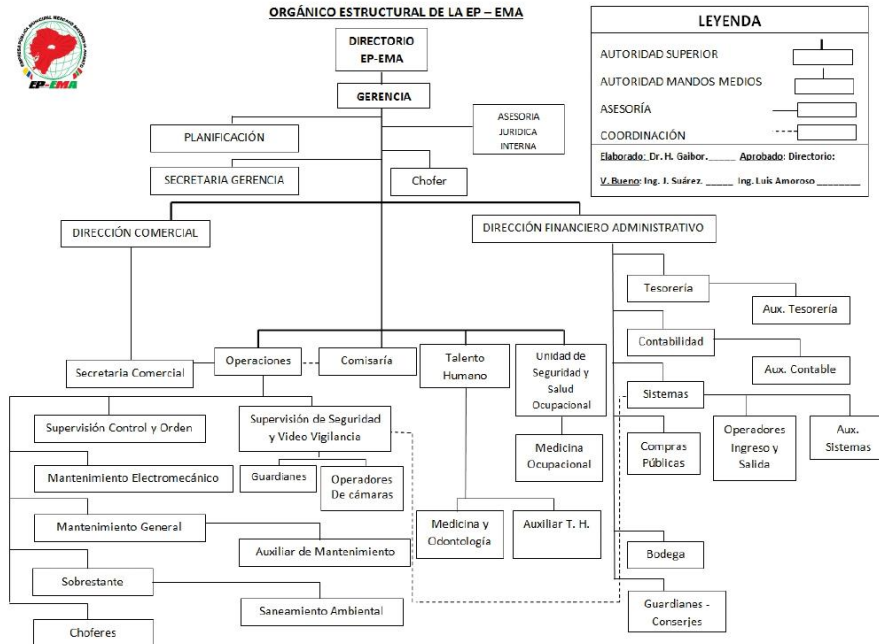 ORGÁNICO ESTRUCTURAL DE LA EP – EMA
EP-EMA
DIRECTORIO
EP-EMA
GERENCIA
PLANIFICACIÓN
ASESORIA
JURIDICA
INTERNA
SECRETARIA GERENCIA
Chofer
LEYENDA
AUTORIDAD SUPERIOR
AUTORIDAD MANDOS MEDIOS
ASESORÍA
COORDINACIÓN
Elaborado: Dr. H. Gaibor. Aprobado: Directorio:
V. Bueno: Ing. J. Suárez. Ing. Luis Amoroso
DIRECCIÓN COMERCIAL
DIRECCIÓN FINANCIERO ADMINISTRATIVO
Tesorería
Aux. Tesorería
Contabilidad
Aux. Contable
Secretaria Comercial
Operaciones
Comisaría
Talento
Humano
Unidad de
Seguridad y
Salud
Ocupacional
Sistemas
Operadores
Ingreso y
Salida
Aux.
Sistemas
Supervisión Control y Orden
Supervisión de Seguridad
y Video Vigilancia
Medicina
Ocupacional
Compras
Públicas
Mantenimiento Electromecánico
Guardianes
Operadores
De cámaras
Mantenimiento General
Auxiliar de Mantenimiento
Medicina y
Odontología
Auxiliar T. H.
Bodega
Sobrestante
Saneamiento Ambiental
Guardianes -
Conserjes
Choferes